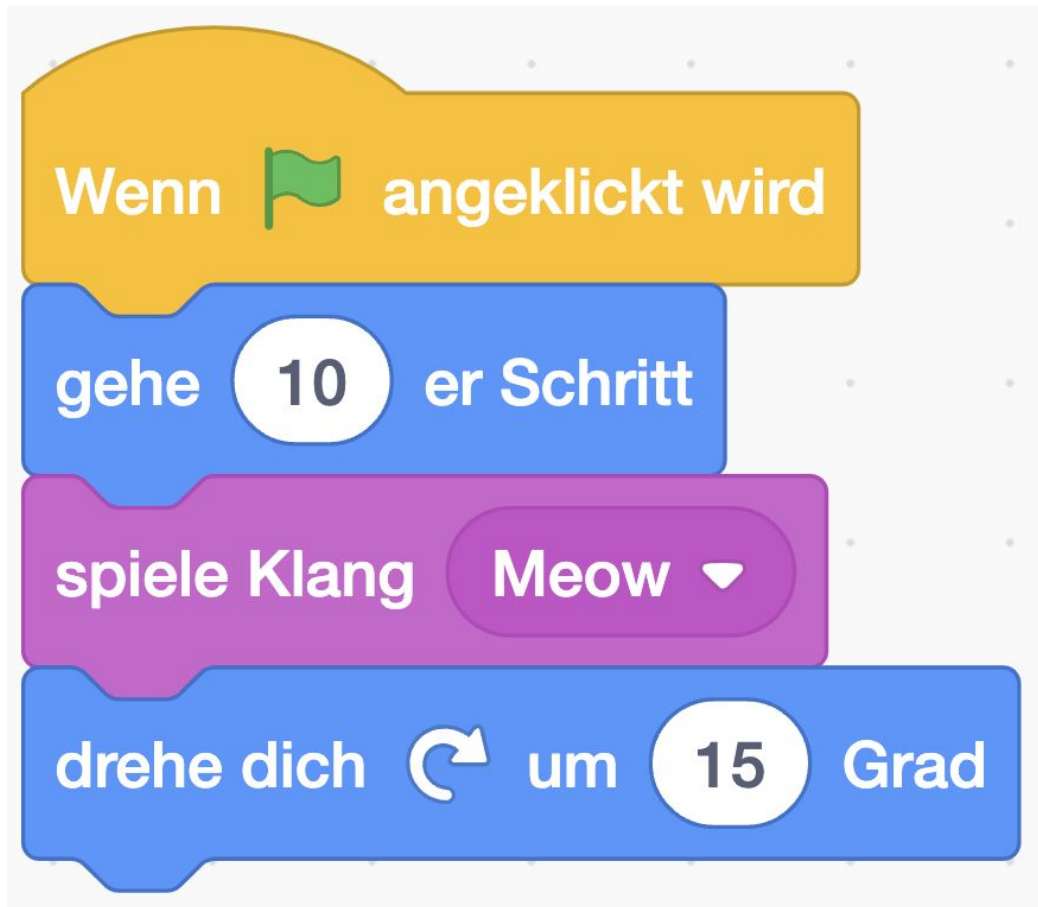 Wenn angeklickt wird
gehe 10 er Schritt
spiele Klang Meow
drehe dich um 15 Grad